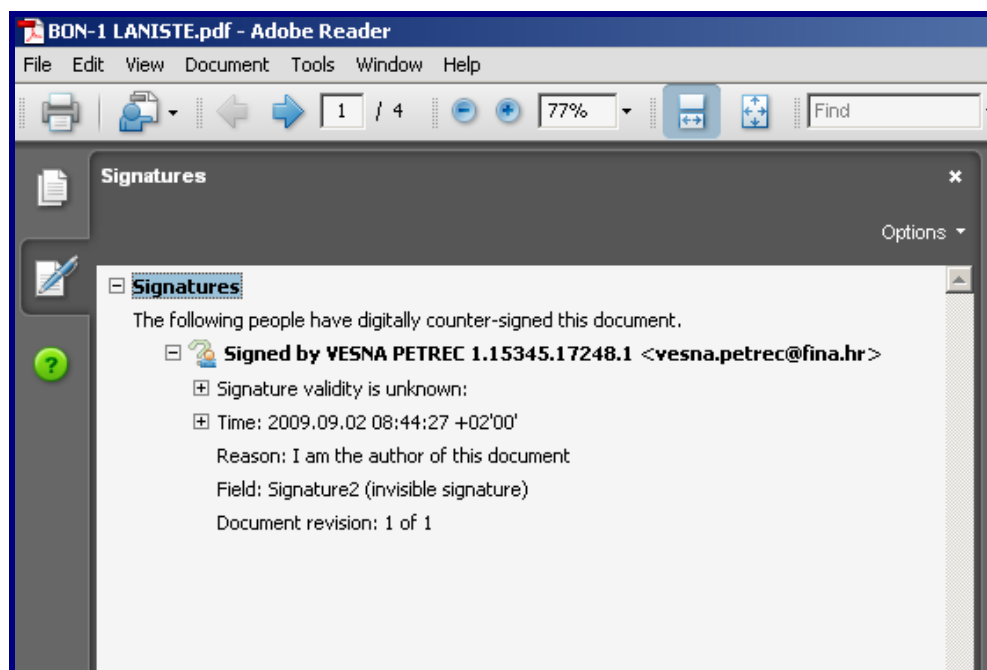 BON-1 LANISTE.pdf - Adobe Reader
File Edit View Document Tools Window Help
1 / 4 77% Find
Signatures
Options
Signatures
The following people have digitally counter-signed this document.
Signed by VESNA PETREC 1.15345.17248.1 <vesna.petrec@fina.hr>
Signature validity is unknown:
Time: 2009.09.02 08:44:27 +02'00'
Reason: I am the author of this document
Field: Signature2 (invisible signature)
Document revision: 1 of 1